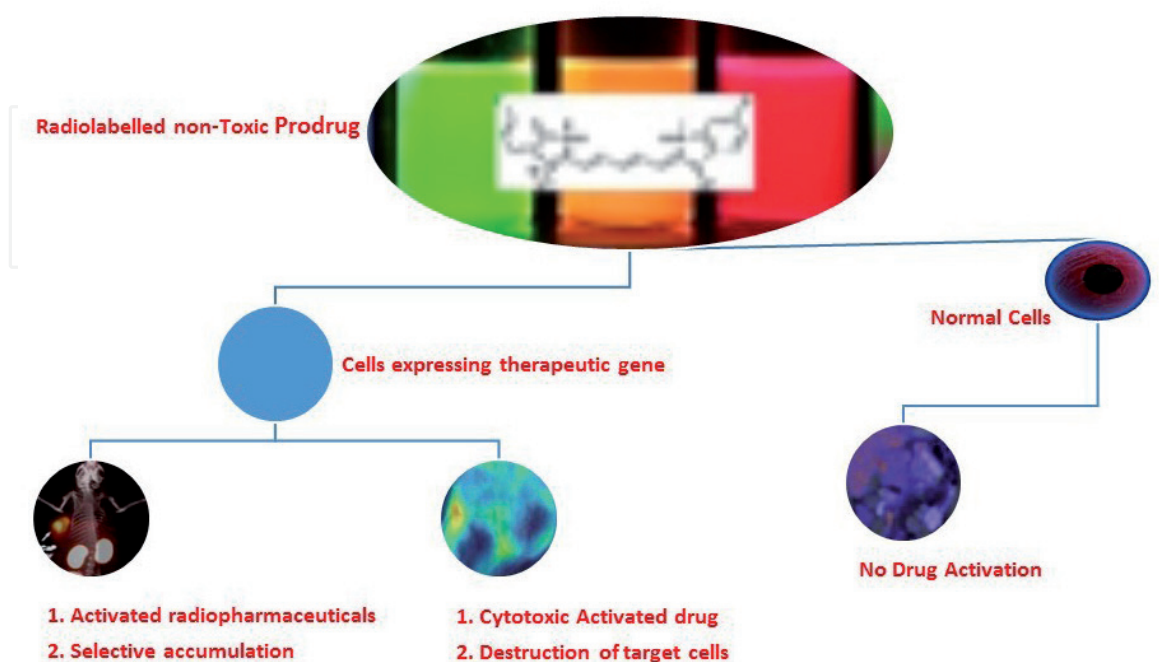 Radiolabelled non-Toxic Prodrug
Normal Cells
Cells expressing therapeutic gene
No Drug Activation
1. Activated radiopharmaceuticals
2. Selective accumulation
1. Cytotoxic Activated drug
2. Destruction of target cells